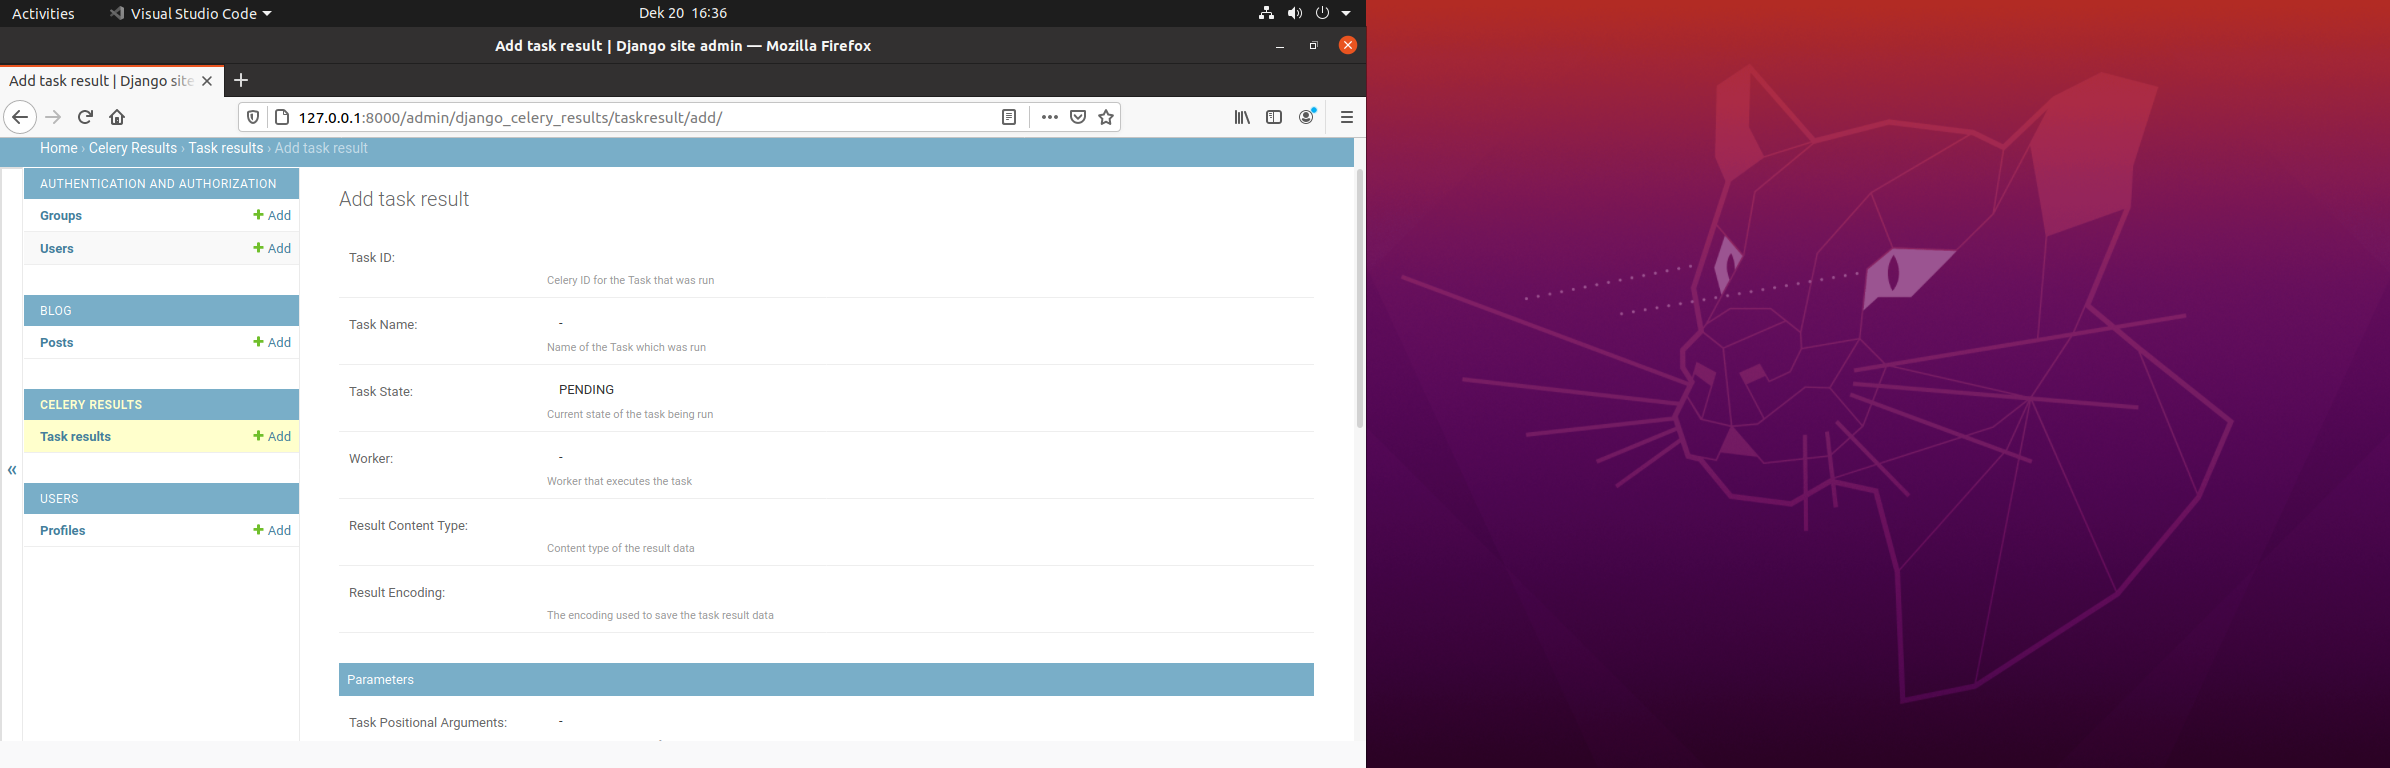 Activities Visual Studio Code Dek 20 16:36
Add task result | Django site admin — Mozilla Firefox
Add task result | Django site
127.0.0.1:8000/admin/django_celery_results/taskresult/add/
Home › Celery Results › Task results › Add task result
AUTHENTICATION AND AUTHORIZATION
Groups Add
Users Add
BLOG
Posts Add
CELERY RESULTS
Task results Add
USERS
Profiles Add
Add task result
Task ID:
Celery ID for the Task that was run
Task Name: -
Name of the Task which was run
Task State: PENDING
Current state of the task being run
Worker: -
Worker that executes the task
Result Content Type:
Content type of the result data
Result Encoding:
The encoding used to save the task result data
Parameters
Task Positional Arguments: -